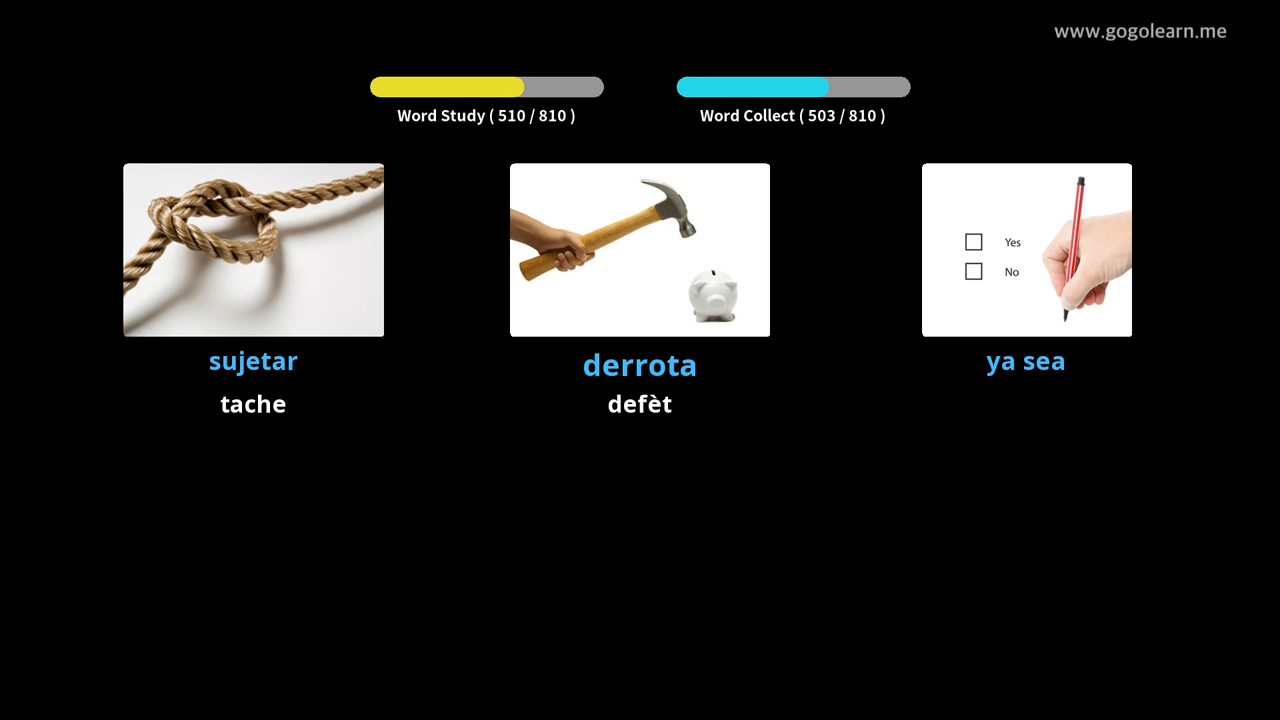 www.gogolearn.me
Word Study ( 510 / 810 )
Word Collect ( 503 / 810 )
Yes
No
sujetar
derrota
ya sea
tache
defèt